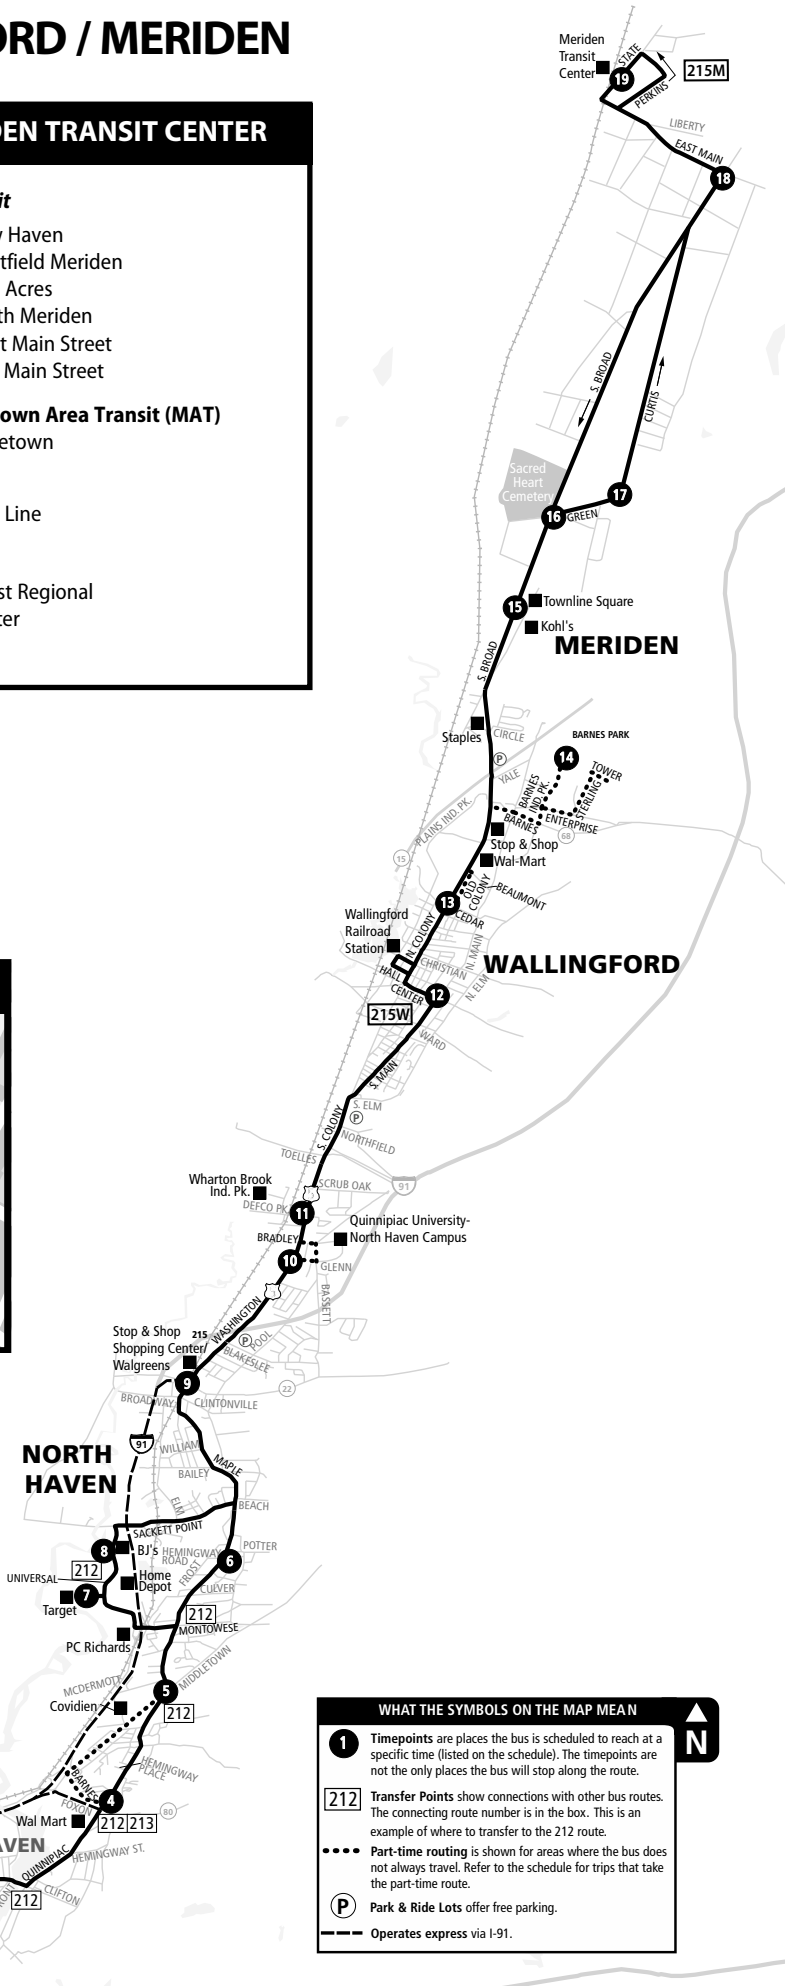 ORD / MERIDEN
DEN TRANSIT CENTER
it
Haven
tfield Meriden
Acres
th Meriden
t Main Street
Main Street
own Area Transit (MAT)
etown
Line
st Regional
ter
Meriden
Transit
Center
19
STATE
PERKINS
215M
LIBERTY
EAST MAIN
18
S. BROAD
CURTIS
Sacred
Heart
Cemetery
17
16
GREEN
15
Townline Square
Kohl's
MERIDEN
S. BROAD
Staples
CIRCLE
P
YALE
BARNES PARK
14
TOWER
BARNES
IND. PK.
STERLING
PLAINS IND. PK.
BARNES
ENTERPRISE
68
Stop & Shop
Wal-Mart
15
OLD
COLONY
BEAUMONT
13
CEDAR
Wallingford
Railroad
Station
N. COLONY
N. MAIN
CHRISTIAN
WALLINGFORD
HALL
CENTER
N. ELM
12
215W
WARD
S. MAIN
S. ELM
P
S. COLONY
NORTHFIELD
TOELLES
Wharton Brook
Ind. Pk.
SCRUB OAK
91
DEFCO PK.
11
Quinnipiac University-
North Haven Campus
BRADLEY
10
GLENN
BASSETT
WASHINGTON
Stop & Shop
Shopping Center/
Walgreens
215
P
POOL
BLAKESLEE
9
22
BROADWAY
CLINTONVILLE
91
NORTH
HAVEN
WILLIAM
MAPLE
BAILEY
ELM
BEACH
SACKETT POINT
8
BJ's
HEMINGWAY
ROAD
POTTER
6
212
FROST
UNIVERSAL
Home
Depot
CULVER
7
Target
212
MONTOWESE
PC Richards
MIDDLETOWN
MCDERMOTT
5
Covidien
212
HEMINGWAY
PLACE
BARNES
4
FOXON
80
Wal Mart
212
213
AVEN
QUINNIPIAC
HEMINGWAY ST.
212
CLIFTON
WHAT THE SYMBOLS ON THE MAP MEAN
N
1
Timepoints are places the bus is scheduled to reach at a
specific time (listed on the schedule). The timepoints are
not the only places the bus will stop along the route.
212
Transfer Points show connections with other bus routes.
The connecting route number is in the box. This is an
example of where to transfer to the 212 route.
Part-time routing is shown for areas where the bus does
not always travel. Refer to the schedule for trips that take
the part-time route.
P
Park & Ride Lots offer free parking.
Operates express via I-91.